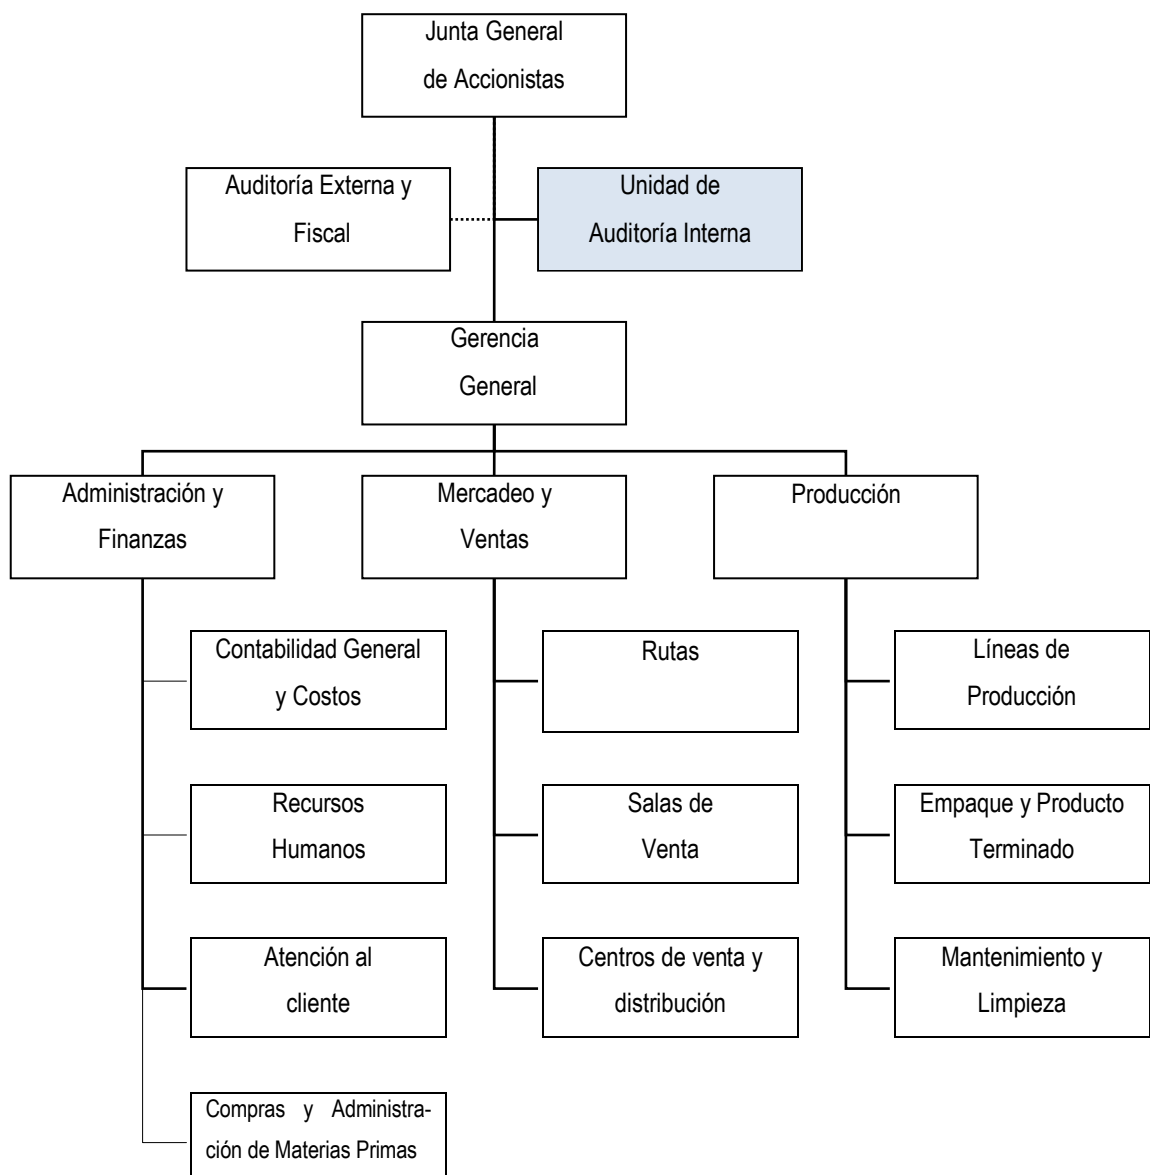 Junta General
de Accionistas
Auditoría Externa y
Fiscal
Unidad de
Auditoría Interna
Gerencia
General
Administración y
Finanzas
Mercadeo y
Ventas
Producción
Contabilidad General
y Costos
Rutas
Líneas de
Producción
Recursos
Humanos
Salas de
Venta
Empaque y Producto
Terminado
Atención al
cliente
Centros de venta y
distribución
Mantenimiento y
Limpieza
Compras y Administra-
ción de Materias Primas